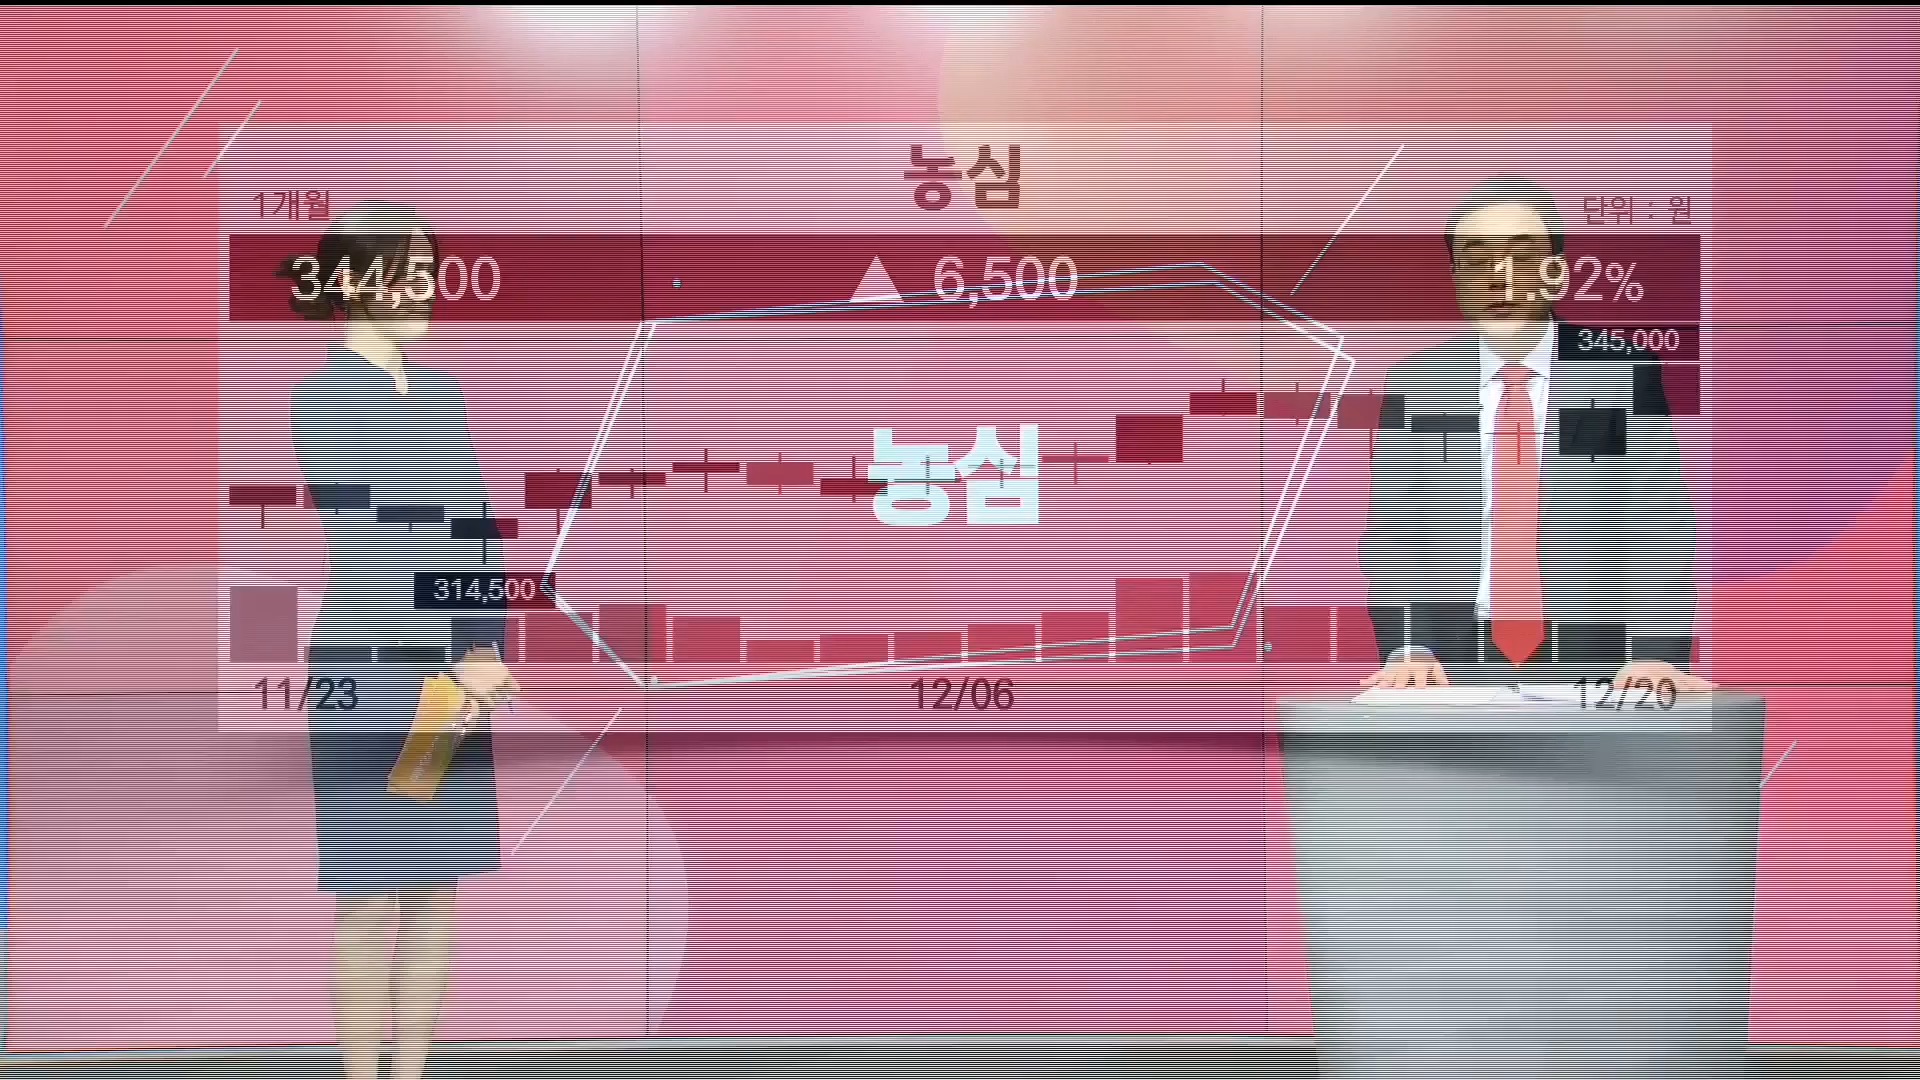 농심
1개월
단위 : 원
344,500 ▲ 6,500 1.92%
345,000
농심
314,500
11/23 12/06 12/20